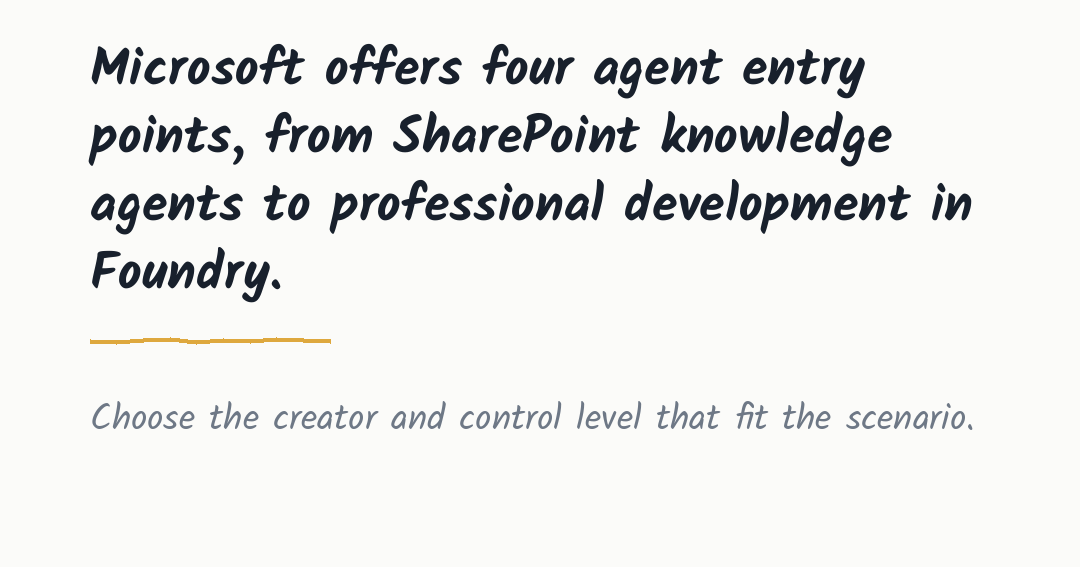 Microsoft offers four agent entry
points, from SharePoint knowledge
agents to professional development in
Foundry.
Choose the creator and control level that fit the scenario.